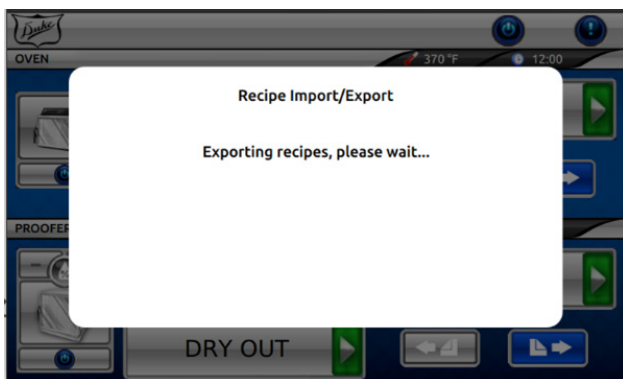 Duke
OVEN
370 °F
12:00
Recipe Import/Export
Exporting recipes, please wait...
PROOFER
DRY OUT